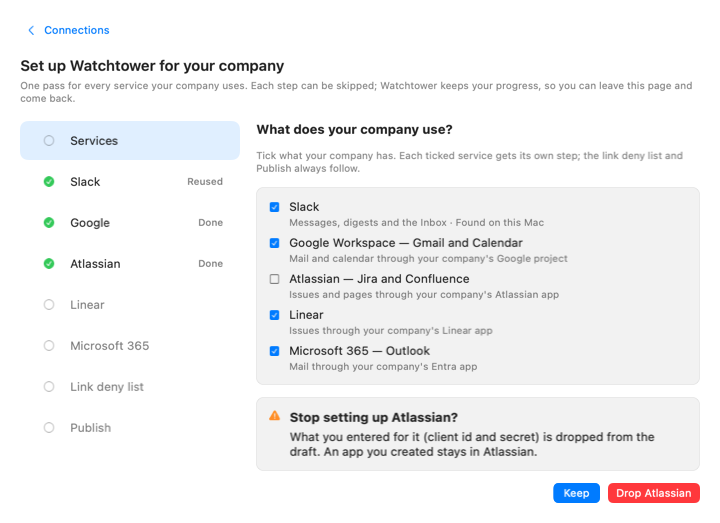 Connections
Set up Watchtower for your company
One pass for every service your company uses. Each step can be skipped; Watchtower keeps your progress, so you can leave this page and
come back.
Services
Slack Reused
Google Done
Atlassian Done
Linear
Microsoft 365
Link deny list
Publish
What does your company use?
Tick what your company has. Each ticked service gets its own step; the link deny list and
Publish always follow.
Slack
Messages, digests and the Inbox · Found on this Mac
Google Workspace — Gmail and Calendar
Mail and calendar through your company's Google project
Atlassian — Jira and Confluence
Issues and pages through your company's Atlassian app
Linear
Issues through your company's Linear app
Microsoft 365 — Outlook
Mail through your company's Entra app
Stop setting up Atlassian?
What you entered for it (client id and secret) is dropped from the
draft. An app you created stays in Atlassian.
Keep Drop Atlassian